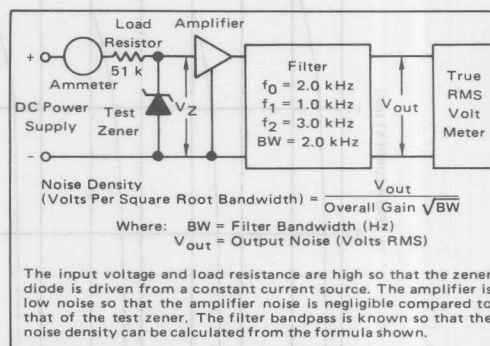 Load
Resistor
51 k
Amplifier
+
Ammeter
DC Power
Supply
Test
Zener
VZ
-
Filter
f0 = 2.0 kHz
f1 = 1.0 kHz
f2 = 3.0 kHz
BW = 2.0 kHz
Vout
True
RMS
Volt
Meter
Noise Density
(Volts Per Square Root Bandwidth) = Vout / Overall Gain √BW
Where: BW = Filter Bandwidth (Hz)
Vout = Output Noise (Volts RMS)
The input voltage and load resistance are high so that the zener
diode is driven from a constant current source. The amplifier is
low noise so that the amplifier noise is negligible compared to
that of the test zener. The filter bandpass is known so that the
noise density can be calculated from the formula shown.